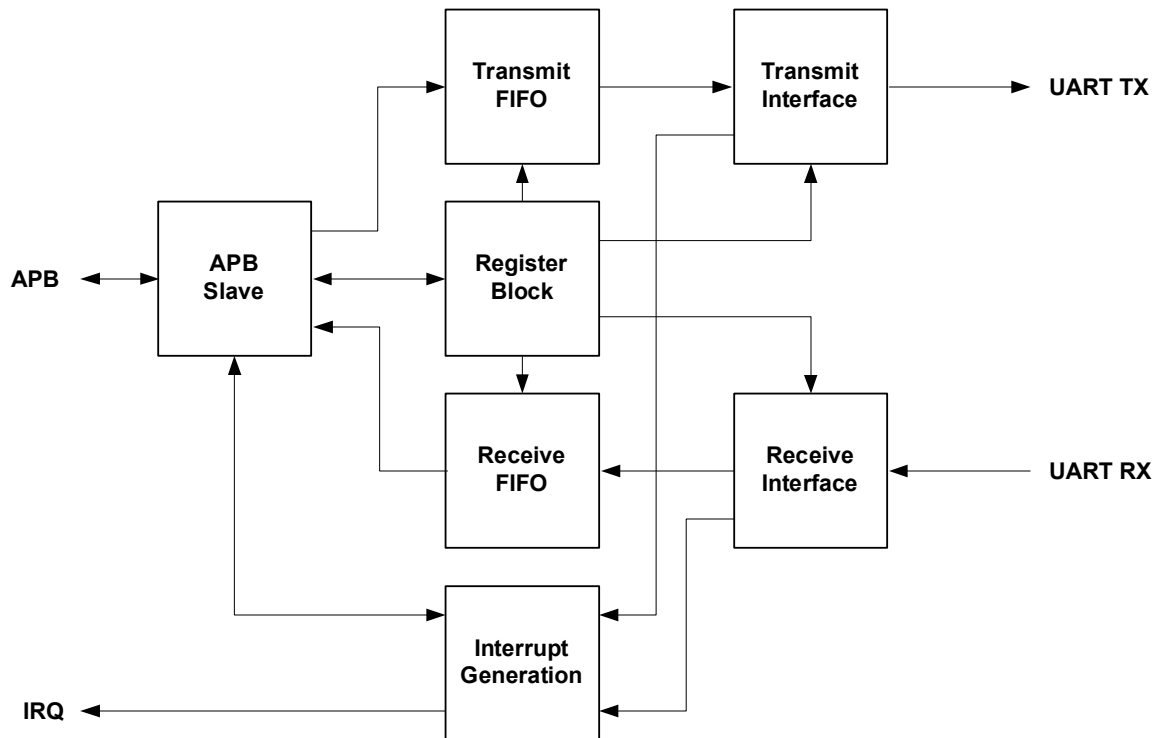 Transmit
FIFO
Transmit
Interface
UART TX
APB
APB
Slave
Register
Block
Receive
FIFO
Receive
Interface
UART RX
Interrupt
Generation
IRQ